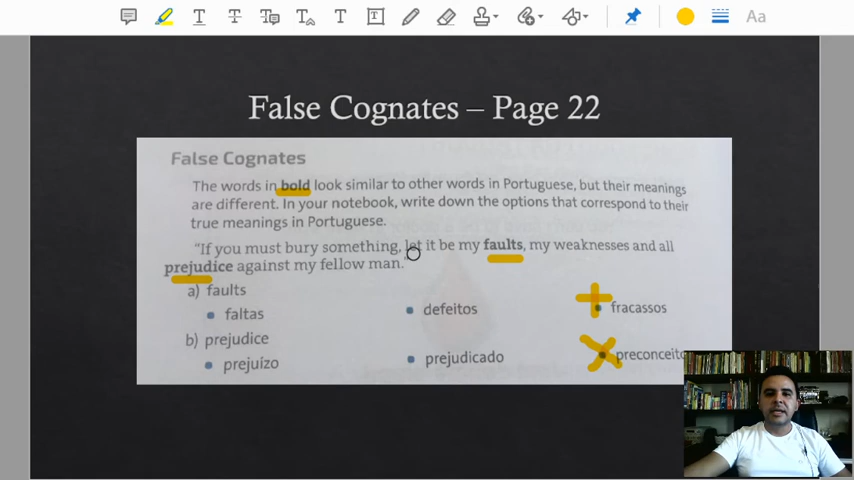 Aa
False Cognates – Page 22
False Cognates
The words in bold look similar to other words in Portuguese, but their meanings
are different. In your notebook, write down the options that correspond to their
true meanings in Portuguese.
"If you must bury something, let it be my faults, my weaknesses and all
prejudice against my fellow man."
a) faults
faltas
defeitos
fracassos
b) prejudice
prejuízo
prejudicado
preconceito